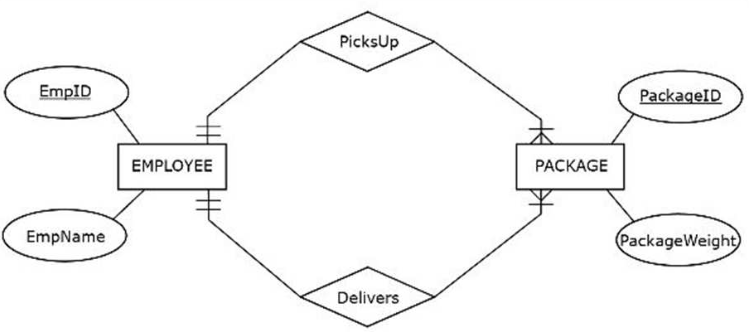 PicksUp
EmpID
PackageID
EMPLOYEE
PACKAGE
EmpName
PackageWeight
Delivers